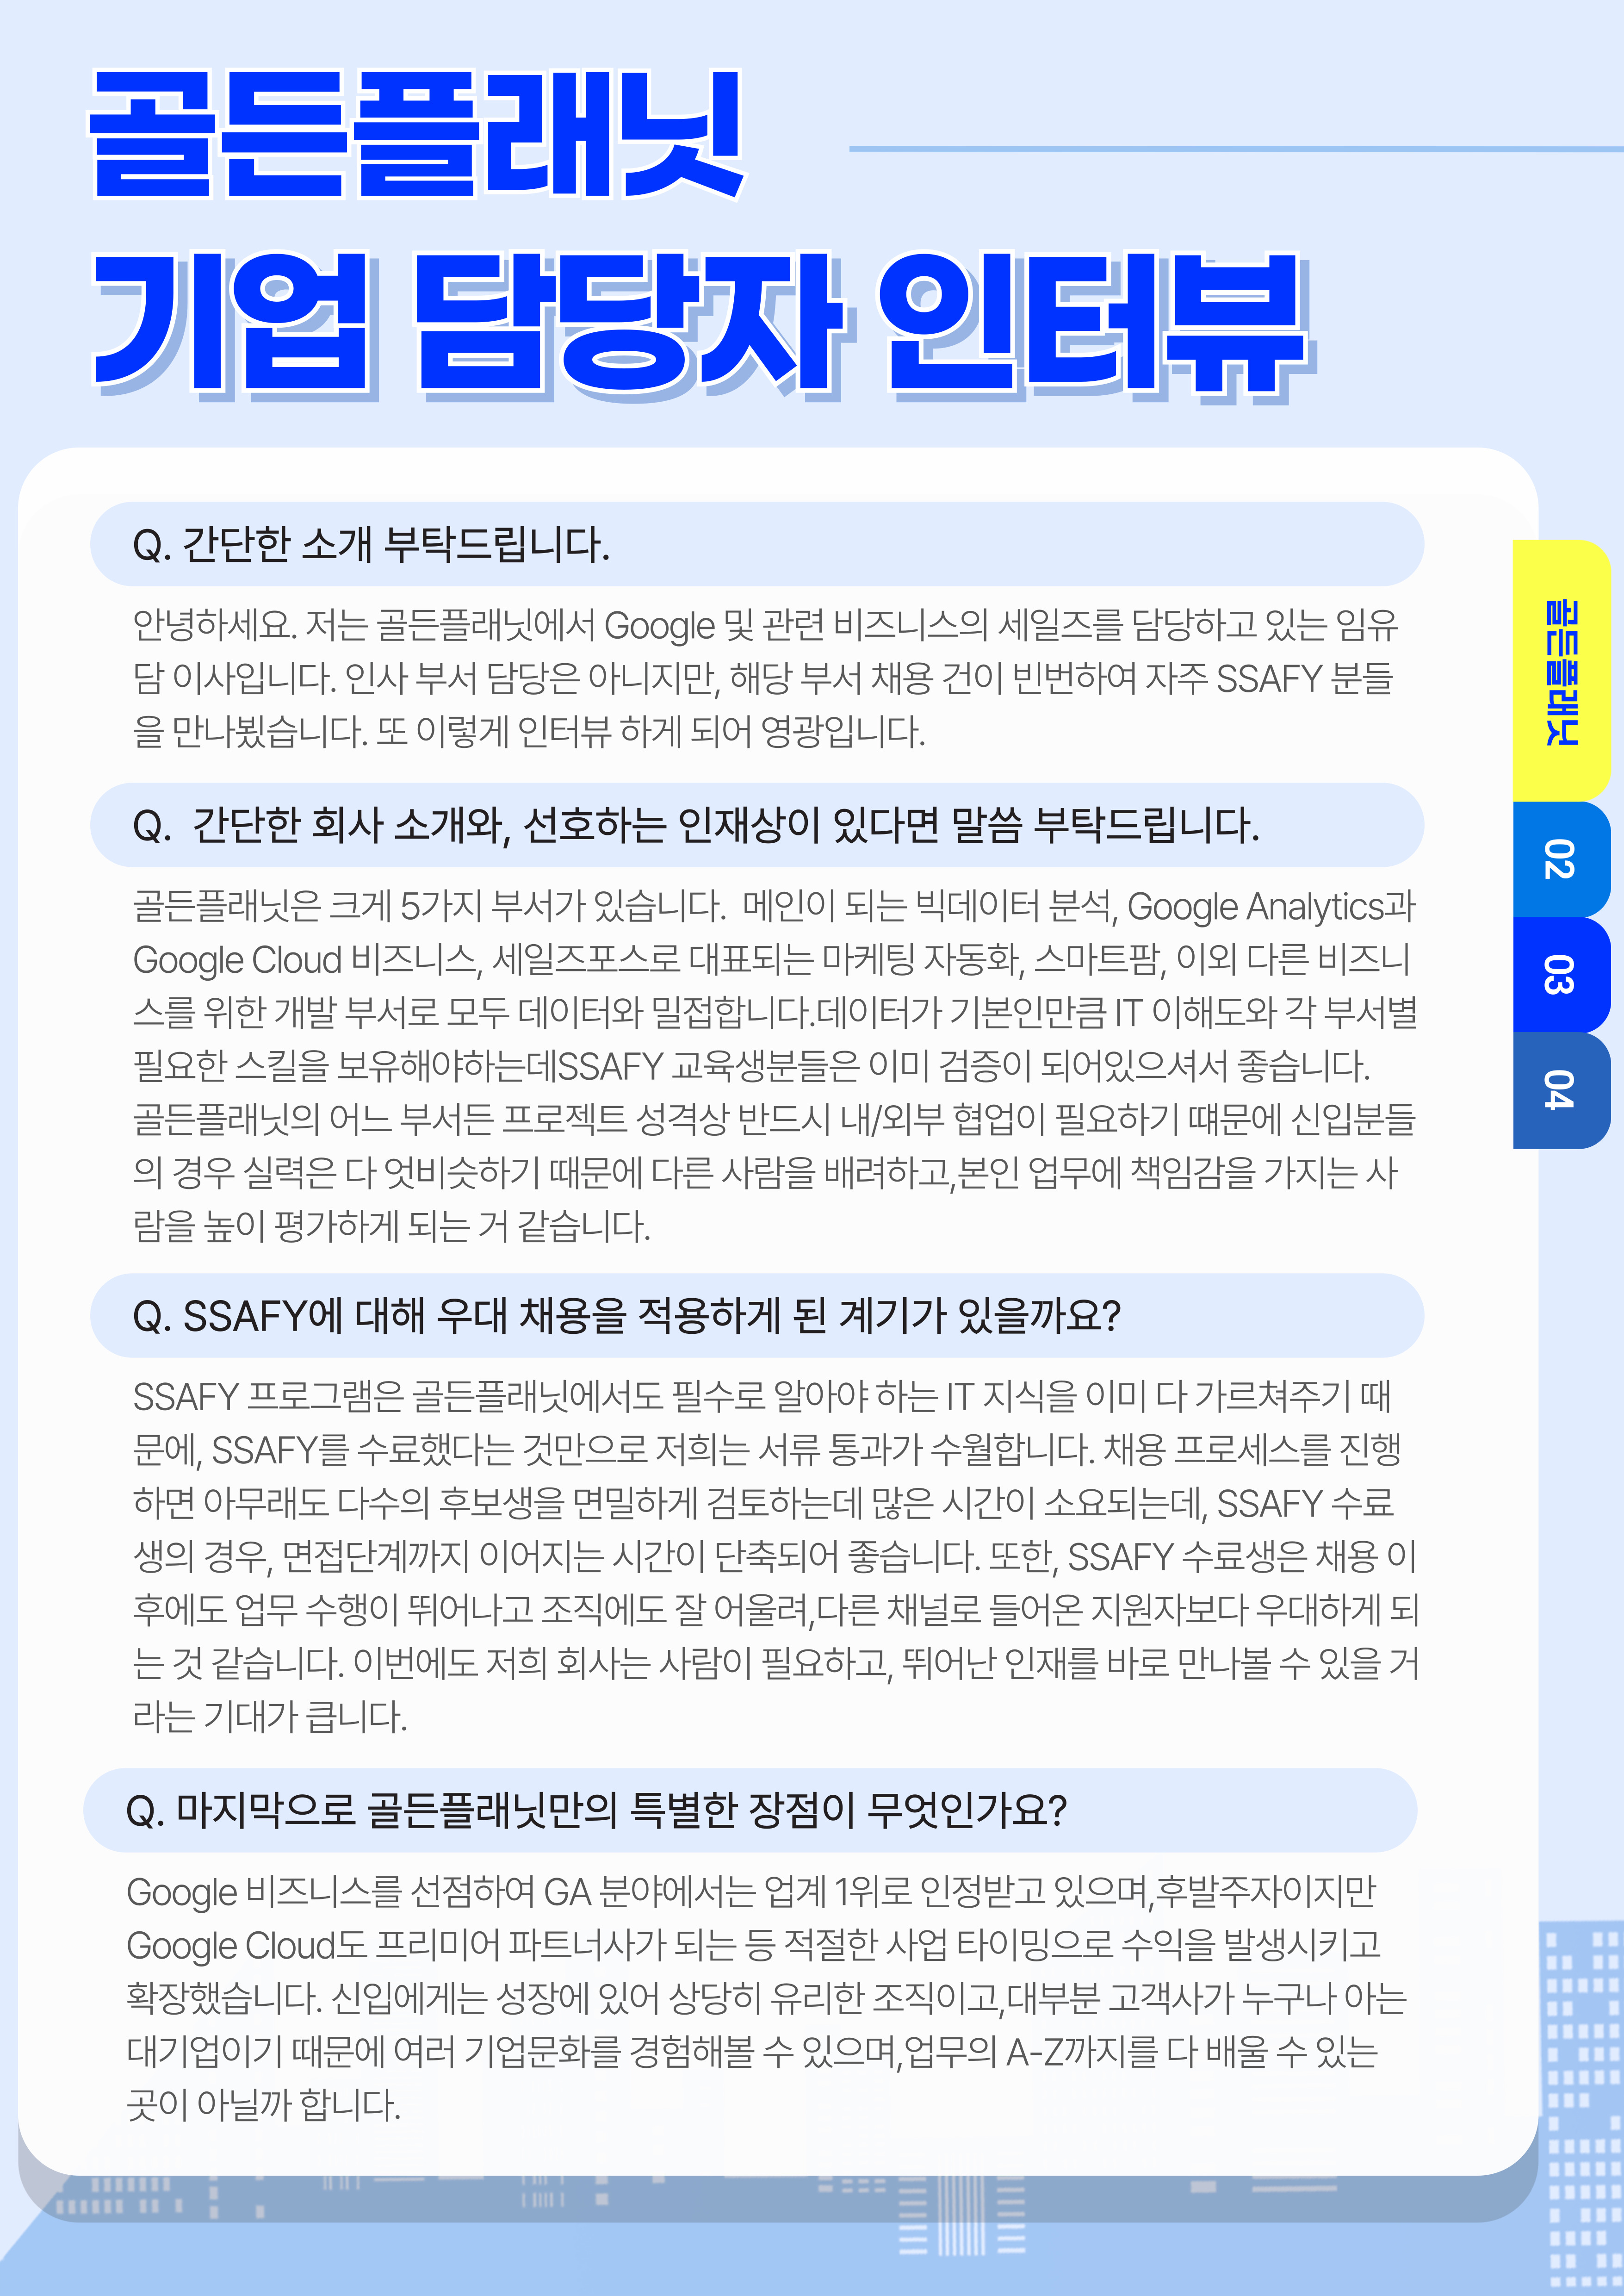 골든플래닛
기업 담당자 인터뷰
Q. 간단한 소개 부탁드립니다.
안녕하세요. 저는 골든플래닛에서 Google 및 관련 비즈니스의 세일즈를 담당하고 있는 임유
담 이사입니다. 인사 부서 담당은 아니지만, 해당 부서 채용 건이 빈번하여 자주 SSAFY 분들
을 만나뵜습니다. 또 이렇게 인터뷰 하게 되어 영광입니다.
Q. 간단한 회사 소개와, 선호하는 인재상이 있다면 말씀 부탁드립니다.
골든플래닛은 크게 5가지 부서가 있습니다. 메인이 되는 빅데이터 분석, Google Analytics과
Google Cloud 비즈니스, 세일즈포스로 대표되는 마케팅 자동화, 스마트팜, 이외 다른 비즈니
스를 위한 개발 부서로 모두 데이터와 밀접합니다.데이터가 기본인만큼 IT 이해도와 각 부서별
필요한 스킬을 보유해야하는데SSAFY 교육생분들은 이미 검증이 되어있으셔서 좋습니다.
골든플래닛의 어느 부서든 프로젝트 성격상 반드시 내/외부 협업이 필요하기 떄문에 신입분들
의 경우 실력은 다 엇비슷하기 때문에 다른 사람을 배려하고,본인 업무에 책임감을 가지는 사
람을 높이 평가하게 되는 거 같습니다.
Q. SSAFY에 대해 우대 채용을 적용하게 된 계기가 있을까요?
SSAFY 프로그램은 골든플래닛에서도 필수로 알아야 하는 IT 지식을 이미 다 가르쳐주기 때
문에, SSAFY를 수료했다는 것만으로 저희는 서류 통과가 수월합니다. 채용 프로세스를 진행
하면 아무래도 다수의 후보생을 면밀하게 검토하는데 많은 시간이 소요되는데, SSAFY 수료
생의 경우, 면접단계까지 이어지는 시간이 단축되어 좋습니다. 또한, SSAFY 수료생은 채용 이
후에도 업무 수행이 뛰어나고 조직에도 잘 어울려,다른 채널로 들어온 지원자보다 우대하게 되
는 것 같습니다. 이번에도 저희 회사는 사람이 필요하고, 뛰어난 인재를 바로 만나볼 수 있을 거
라는 기대가 큽니다.
Q. 마지막으로 골든플래닛만의 특별한 장점이 무엇인가요?
Google 비즈니스를 선점하여 GA 분야에서는 업계 1위로 인정받고 있으며,후발주자이지만
Google Cloud도 프리미어 파트너사가 되는 등 적절한 사업 타이밍으로 수익을 발생시키고
확장했습니다. 신입에게는 성장에 있어 상당히 유리한 조직이고,대부분 고객사가 누구나 아는
대기업이기 때문에 여러 기업문화를 경험해볼 수 있으며,업무의 A-Z까지를 다 배울 수 있는
곳이 아닐까 합니다.
골든플래닛
02
03
04